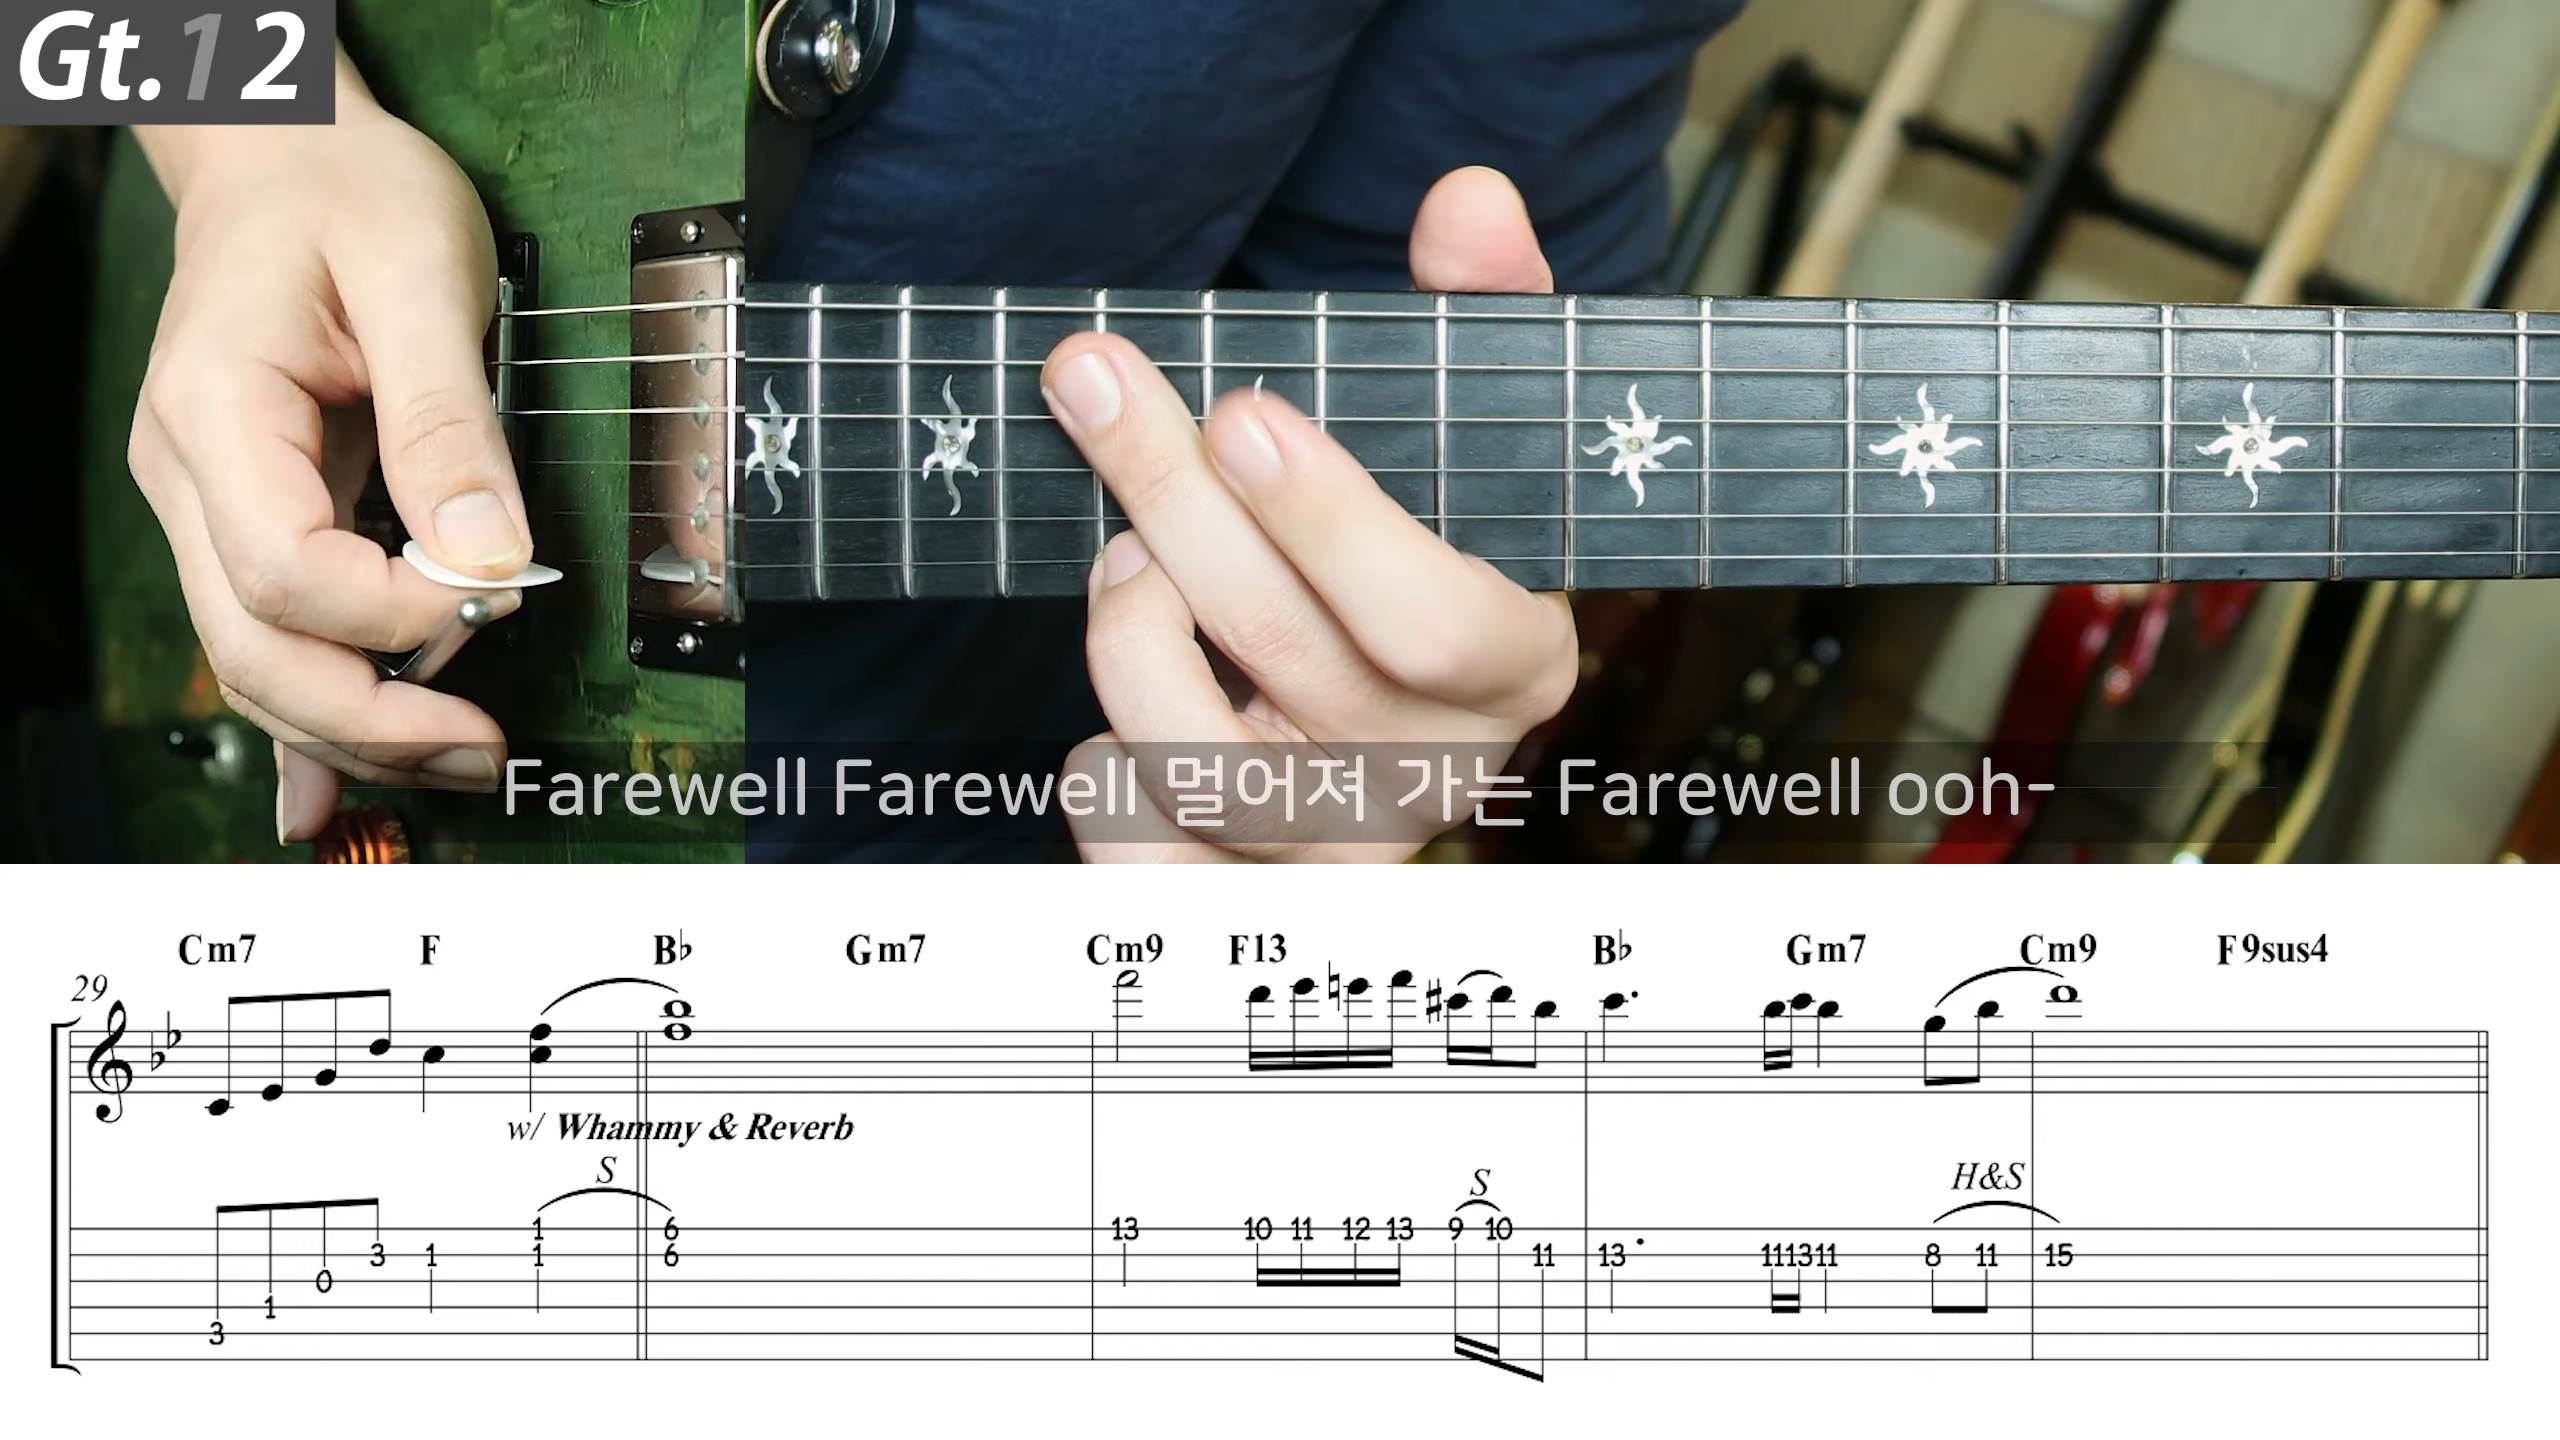 Gt.12
Farewell Farewell 멀어져 가는 Farewell ooh-
Cm7 F B♭ Gm7 Cm9 F13 B♭ Gm7 Cm9 F9sus4
29
w/ Whammy & Reverb
S S H&S
1 6 13 10 11 12 13 9 10
3 1 1 6 11 13 11 13 11 8 11 15
0
1
3